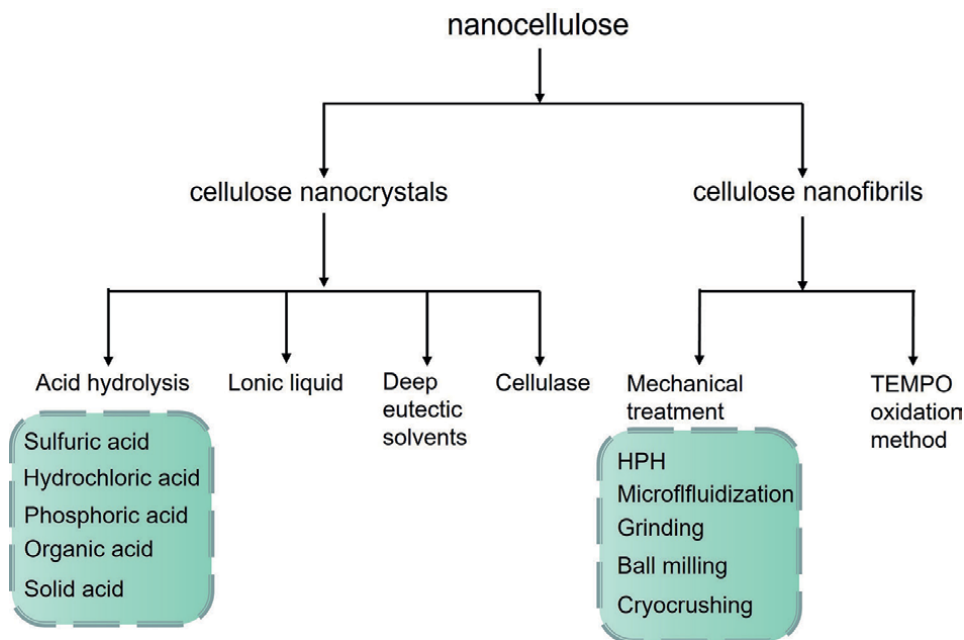 nanocellulose
cellulose nanocrystals
cellulose nanofibrils
Acid hydrolysis
Lonic liquid
Deep
eutectic
solvents
Cellulase
Mechanical
treatment
TEMPO
oxidation
method
Sulfuric acid
Hydrochloric acid
Phosphoric acid
Organic acid
Solid acid
HPH
Microflfluidization
Grinding
Ball milling
Cryocrushing